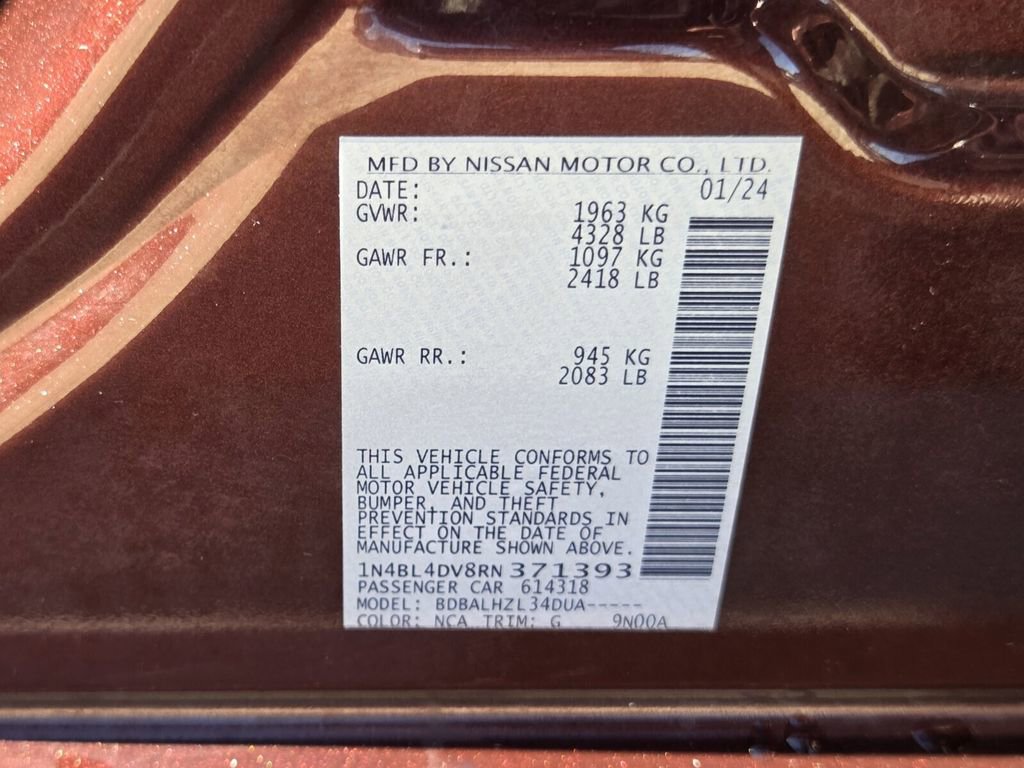 MFD BY NISSAN MOTOR CO., LTD.
DATE: 01/24
GVWR: 1963 KG
4328 LB
GAWR FR.: 1097 KG
2418 LB
GAWR RR.: 945 KG
2083 LB
THIS VEHICLE CONFORMS TO
ALL APPLICABLE FEDERAL
MOTOR VEHICLE SAFETY,
BUMPER, AND THEFT
PREVENTION STANDARDS IN
EFFECT ON THE DATE OF
MANUFACTURE SHOWN ABOVE.
1N4BL4DV8RN371393
PASSENGER CAR 614318
MODEL: BDBALHZL34DUA-----
COLOR: NCA TRIM: G 9N00A